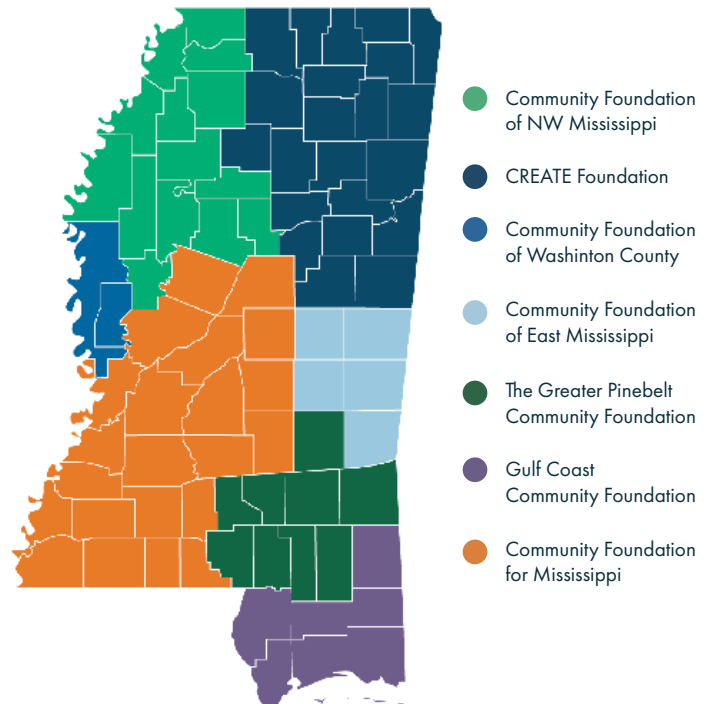 Community Foundation
of NW Mississippi
CREATE Foundation
Community Foundation
of Washinton County
Community Foundation
of East Mississippi
The Greater Pinebelt
Community Foundation
Gulf Coast
Community Foundation
Community Foundation
for Mississippi